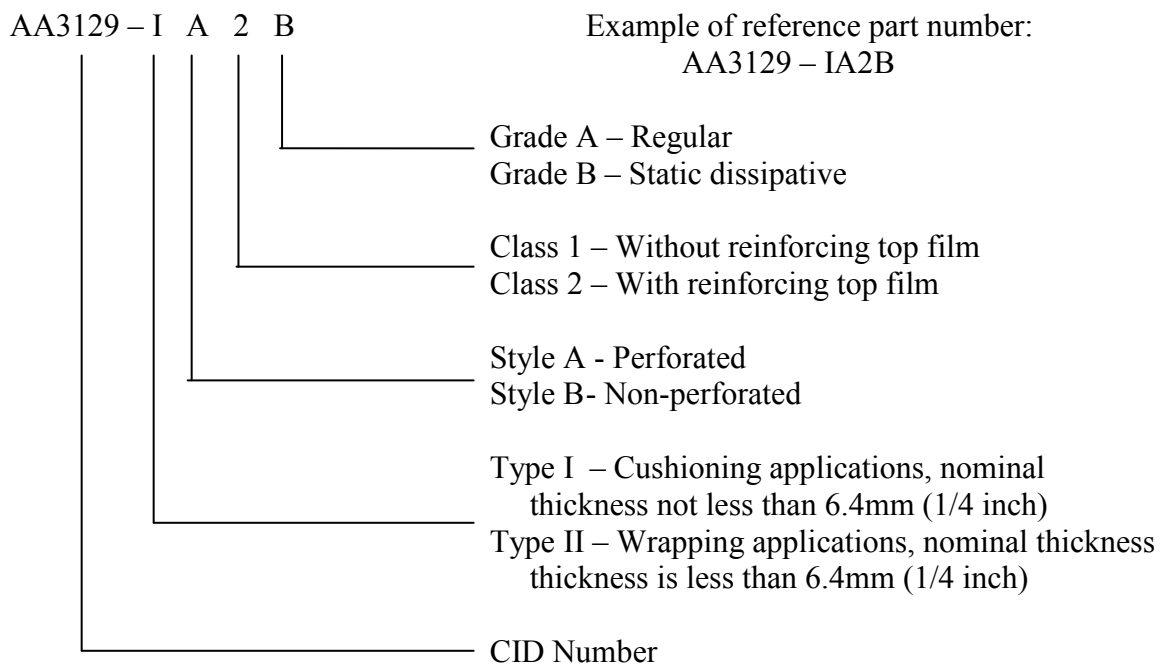 AA3129 – I A 2 B
Example of reference part number:
AA3129 – IA2B
Grade A – Regular
Grade B – Static dissipative
Class 1 – Without reinforcing top film
Class 2 – With reinforcing top film
Style A - Perforated
Style B- Non-perforated
Type I – Cushioning applications, nominal
thickness not less than 6.4mm (1/4 inch)
Type II – Wrapping applications, nominal thickness
thickness is less than 6.4mm (1/4 inch)
CID Number